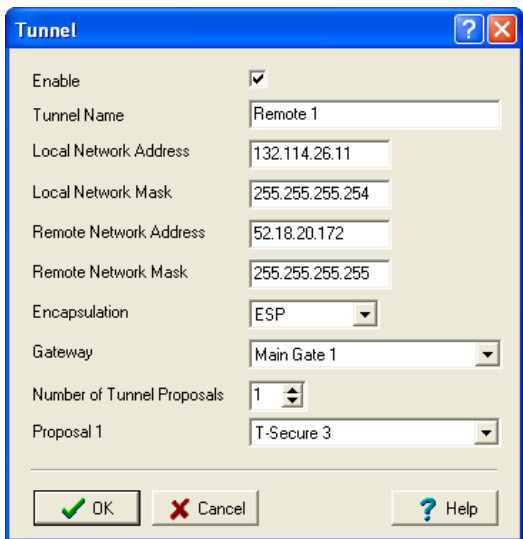 Tunnel
Enable
Tunnel Name Remote 1
Local Network Address 132.114.26.11
Local Network Mask 255.255.255.254
Remote Network Address 52.18.20.172
Remote Network Mask 255.255.255.255
Encapsulation ESP
Gateway Main Gate 1
Number of Tunnel Proposals 1
Proposal 1 T-Secure 3
OK Cancel ? Help